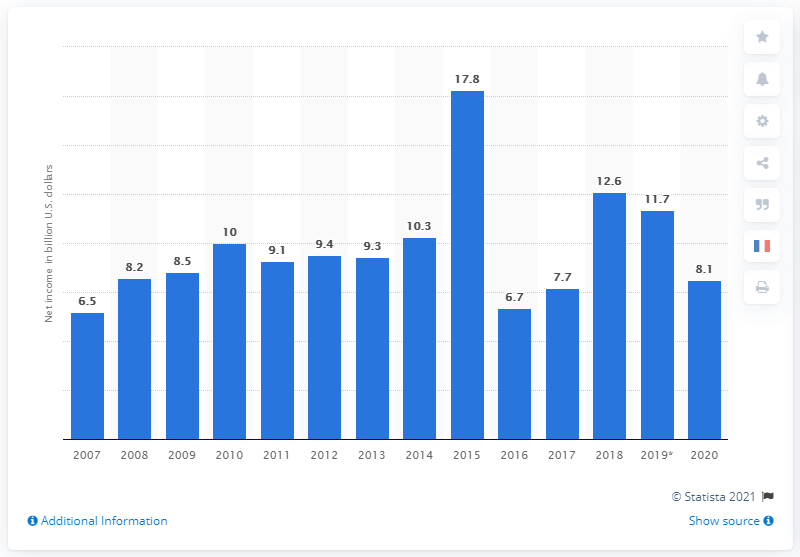 Net income in billion U.S. dollars
6.5
8.2
8.5
10
9.1
9.4
9.3
10.3
17.8
6.7
7.7
12.6
11.7
8.1
2007 2008 2009 2010 2011 2012 2013 2014 2015 2016 2017 2018 2019* 2020
© Statista 2021
Additional Information
Show source